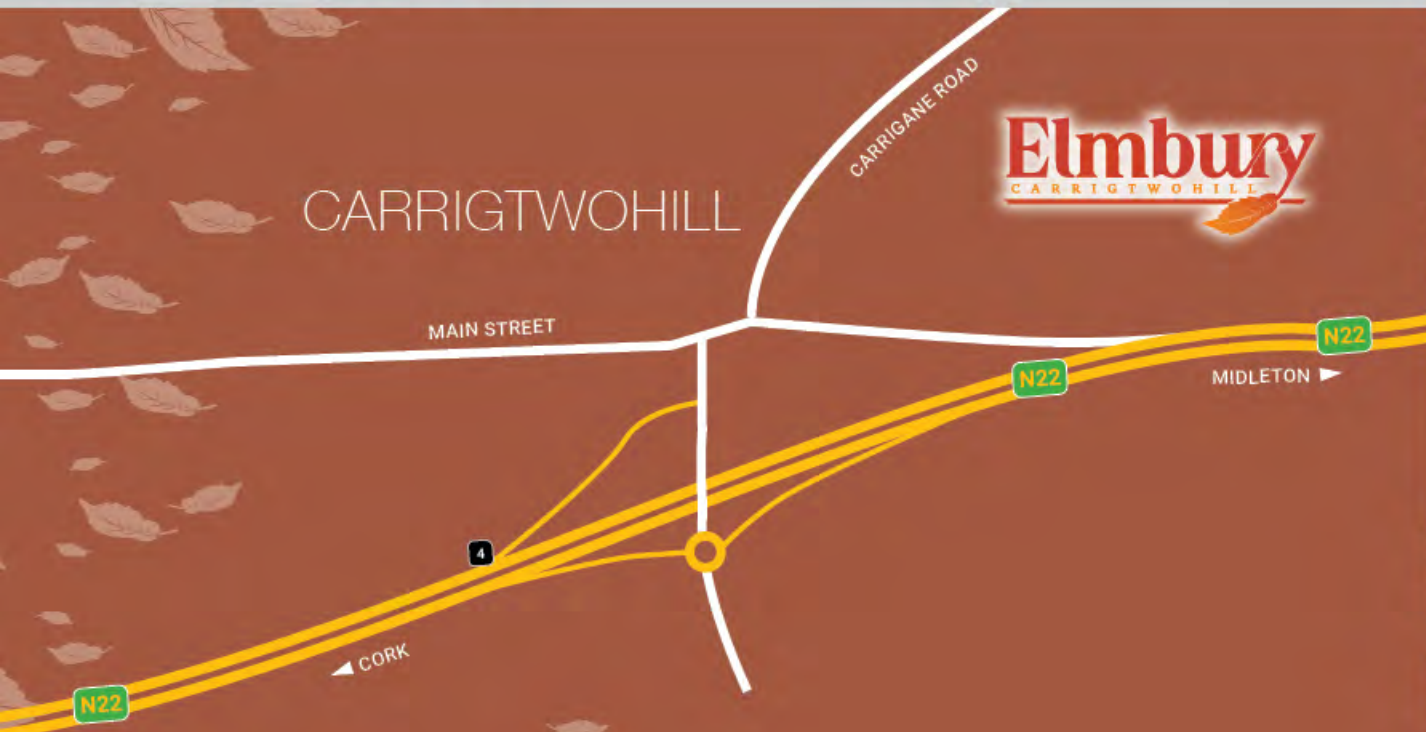 CARRIGANE ROAD
Elmbury
CARRIGTWOHILL
CARRIGTWOHILL
MAIN STREET
N22
N22
MIDLETON
4
CORK
N22